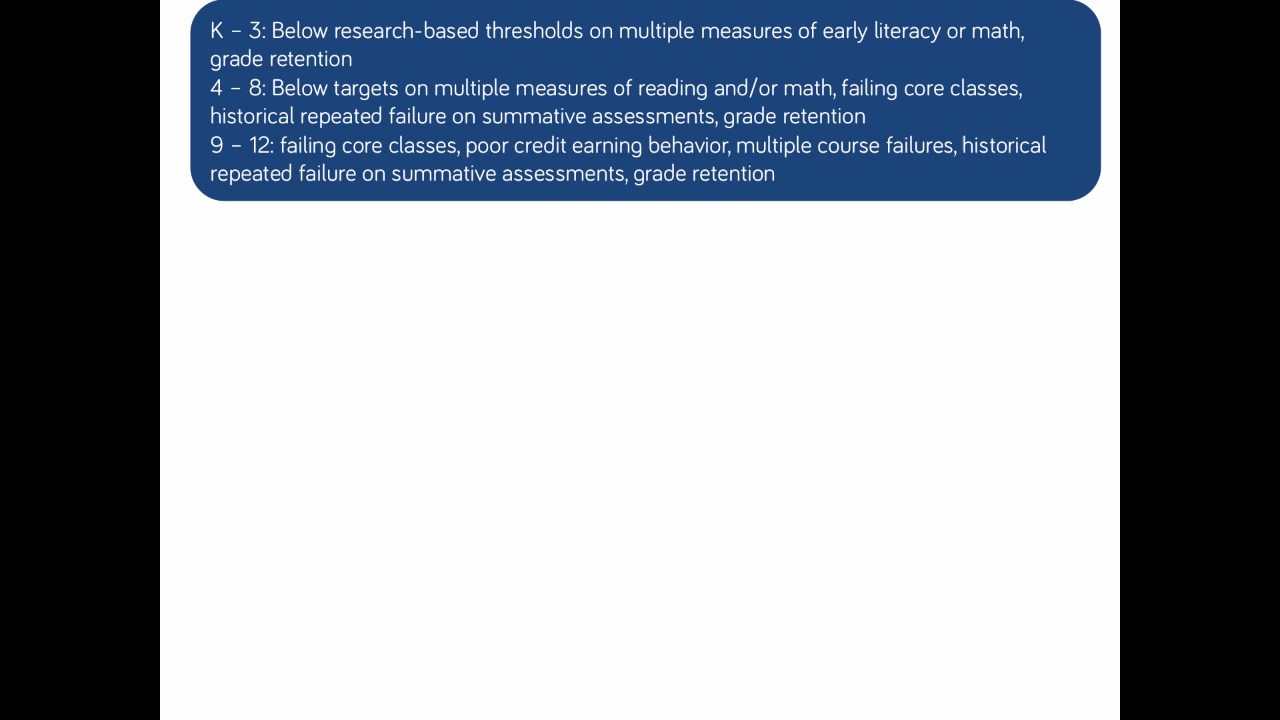 K – 3: Below research-based thresholds on multiple measures of early literacy or math,
grade retention
4 – 8: Below targets on multiple measures of reading and/or math, failing core classes,
historical repeated failure on summative assessments, grade retention
9 – 12: failing core classes, poor credit earning behavior, multiple course failures, historical
repeated failure on summative assessments, grade retention